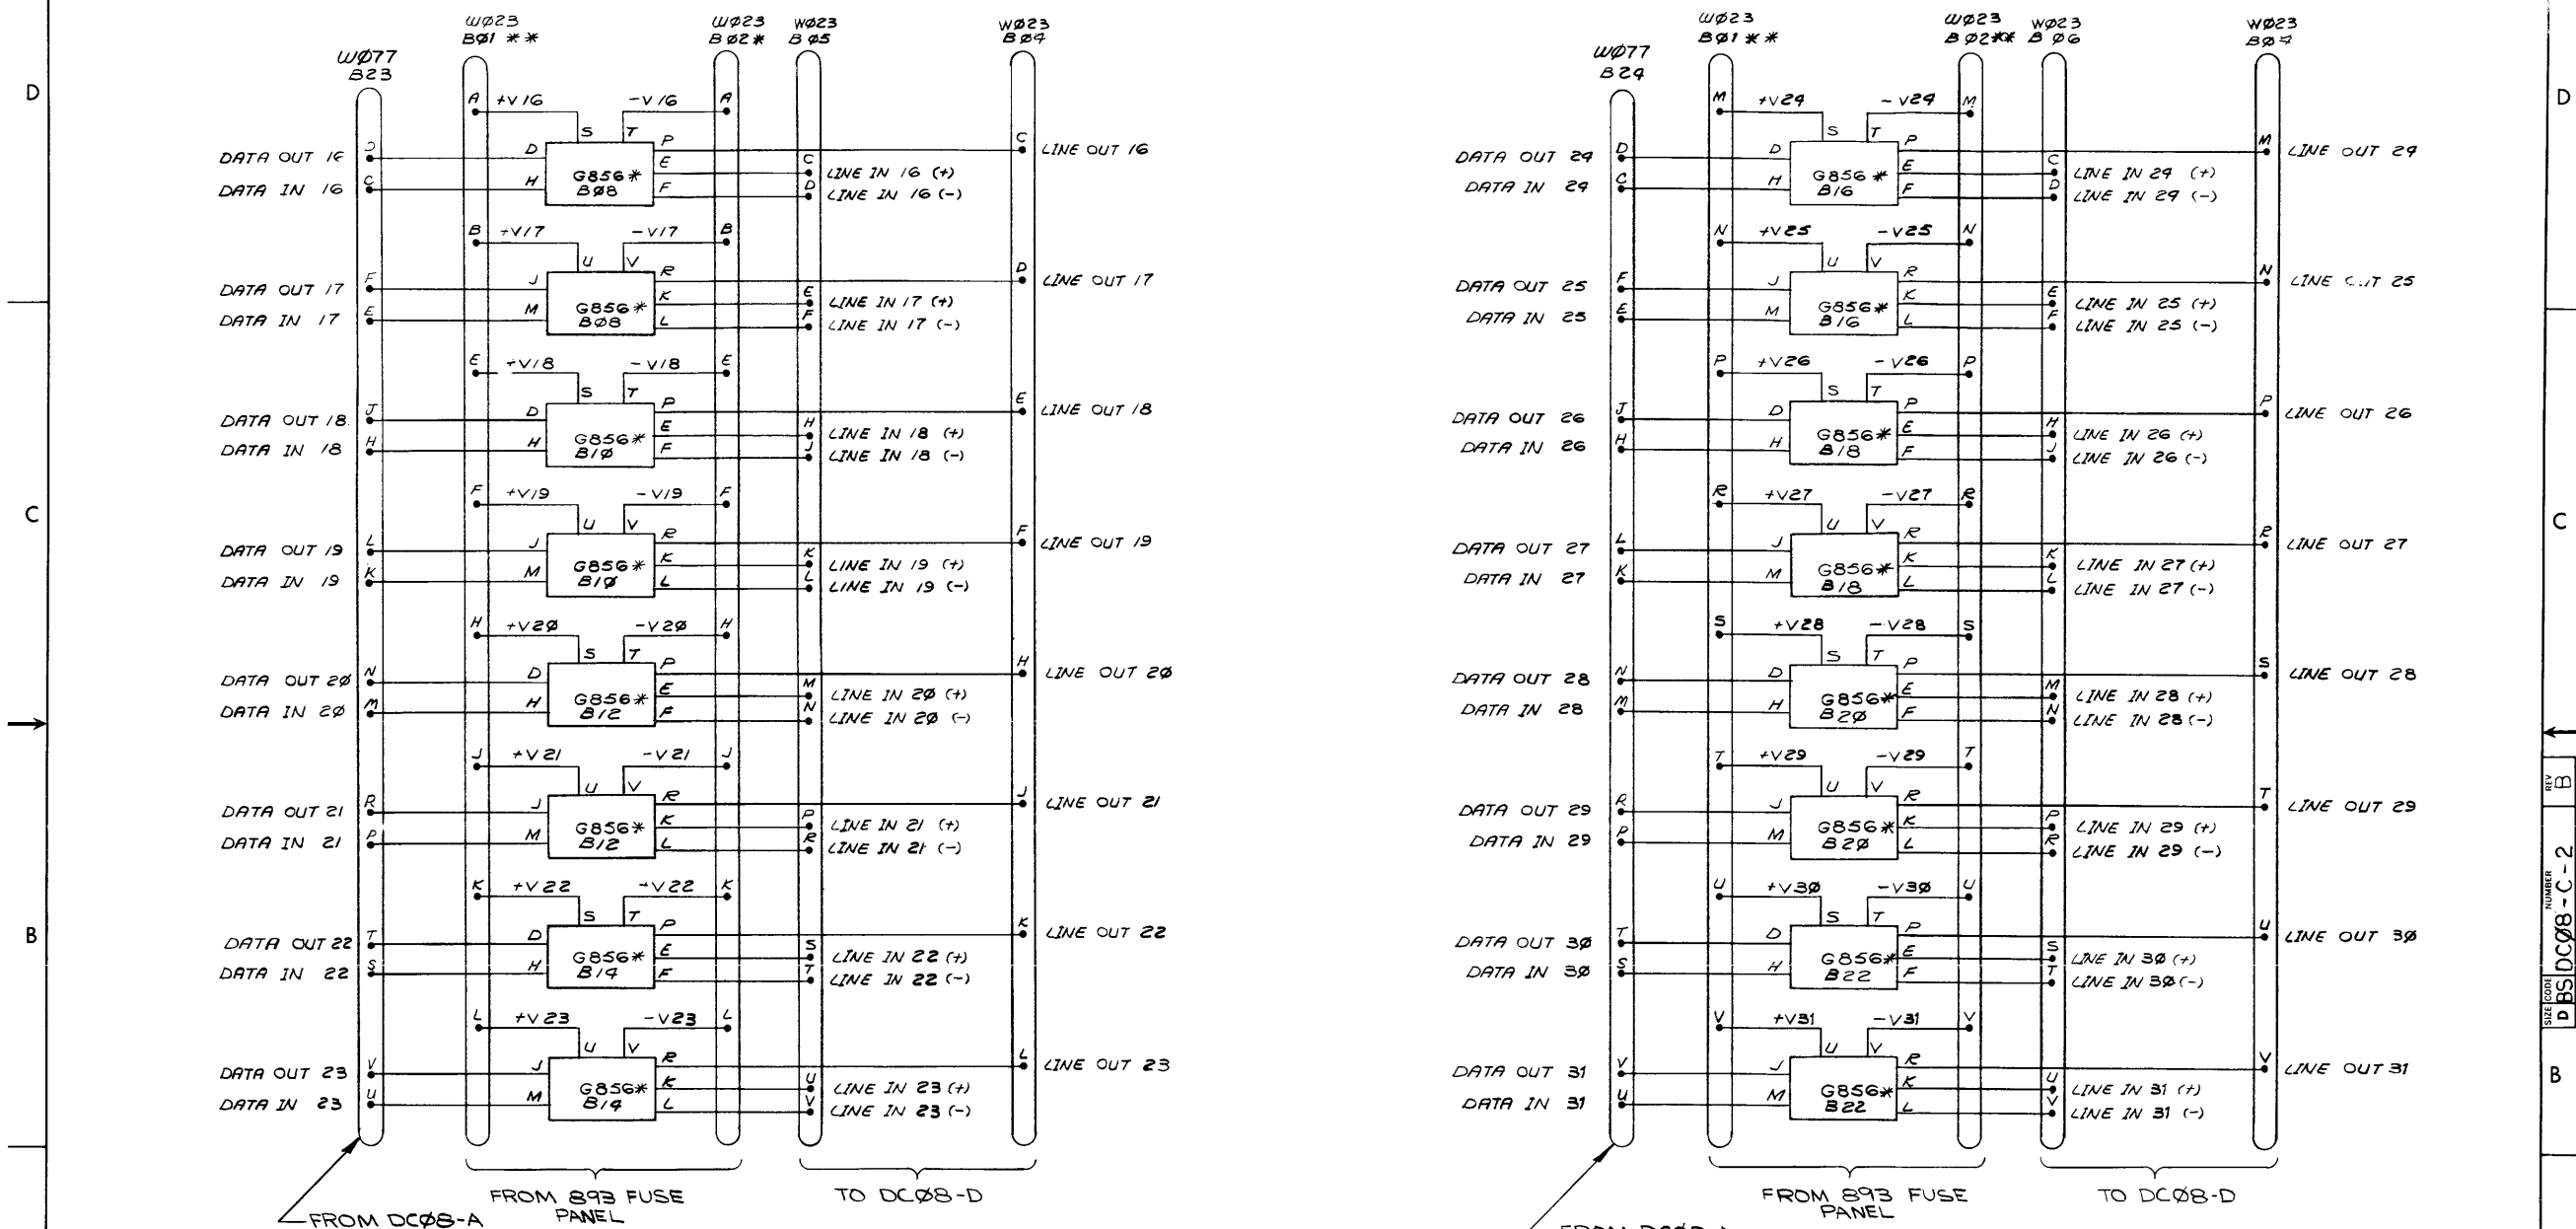 WØ77
B23
WØ23
BØ1 **
WØ23
BØ2*
WØ23
BØ5
WØ23
BØ4
A +V16 -V16 A
S T
DATA OUT 16 D P C LINE OUT 16
E C LINE IN 16 (+)
DATA IN 16 C H G856* BØ8 F D LINE IN 16 (-)
B +V17 -V17 B
U V
DATA OUT 17 F J R D LINE OUT 17
K E LINE IN 17 (+)
DATA IN 17 E M G856* BØ8 L F LINE IN 17 (-)
E +V18 -V18 E
S T
DATA OUT 18 J D P E LINE OUT 18
E H LINE IN 18 (+)
DATA IN 18 H H G856* B1Ø F J LINE IN 18 (-)
F +V19 -V19 F
U V
DATA OUT 19 L J R F LINE OUT 19
K K LINE IN 19 (+)
DATA IN 19 K M G856* B1Ø L L LINE IN 19 (-)
H +V2Ø -V2Ø H
S T
DATA OUT 2Ø N D P H LINE OUT 2Ø
E M LINE IN 2Ø (+)
DATA IN 2Ø M H G856* B12 F N LINE IN 2Ø (-)
J +V21 -V21 J
U V
DATA OUT 21 R J R J LINE OUT 21
K P LINE IN 21 (+)
DATA IN 21 P M G856* B12 L R LINE IN 21 (-)
K +V22 -V22 K
S T
DATA OUT 22 T D P K LINE OUT 22
E S LINE IN 22 (+)
DATA IN 22 S H G856* B14 F T LINE IN 22 (-)
L +V23 -V23 L
U V
DATA OUT 23 V J R L LINE OUT 23
K U LINE IN 23 (+)
DATA IN 23 U M G856* B14 L V LINE IN 23 (-)
FROM DCØ8-A
FROM 893 FUSE
PANEL
TO DCØ8-D
WØ77
B24
WØ23
BØ1 **
WØ23
BØ2**
WØ23
BØ6
WØ23
BØ4
M +V24 -V24 M
S T
DATA OUT 24 D D P M LINE OUT 24
E C LINE IN 24 (+)
DATA IN 24 C H G856* B16 F D LINE IN 24 (-)
N +V25 -V25 N
U V
DATA OUT 25 F J R N LINE 25
K E LINE IN 25 (+)
DATA IN 25 E M G856* B16 L F LINE IN 25 (-)
P +V26 -V26 P
S T
DATA OUT 26 J D P P LINE OUT 26
E H LINE IN 26 (+)
DATA IN 26 H H G856* B18 F J LINE IN 26 (-)
R +V27 -V27 R
U V
DATA OUT 27 L J R R LINE OUT 27
K K LINE IN 27 (+)
DATA IN 27 K M G856* B18 L L LINE IN 27 (-)
S +V28 -V28 S
S T
DATA OUT 28 N D P S LINE OUT 28
E M LINE IN 28 (+)
DATA IN 28 M H G856* B2Ø F N LINE IN 28 (-)
T +V29 -V29 T
U V
DATA OUT 29 R J R T LINE OUT 29
K P LINE IN 29 (+)
DATA IN 29 P M G856* B2Ø L R LINE IN 29 (-)
U +V3Ø -V3Ø U
S T
DATA OUT 3Ø T D P U LINE OUT 3Ø
E S LINE IN 3Ø (+)
DATA IN 3Ø S H G856* B22 F T LINE IN 3Ø (-)
V +V31 -V31 V
U V
DATA OUT 31 V J R V LINE OUT 31
K U LINE IN 31 (+)
DATA IN 31 U M G856* B22 L V LINE IN 31 (-)
FROM 893 FUSE
PANEL
TO DCØ8-D
D
C
B
D
C
B
SIZE CODE NUMBER REV
D BS DCØ8-C-2 B